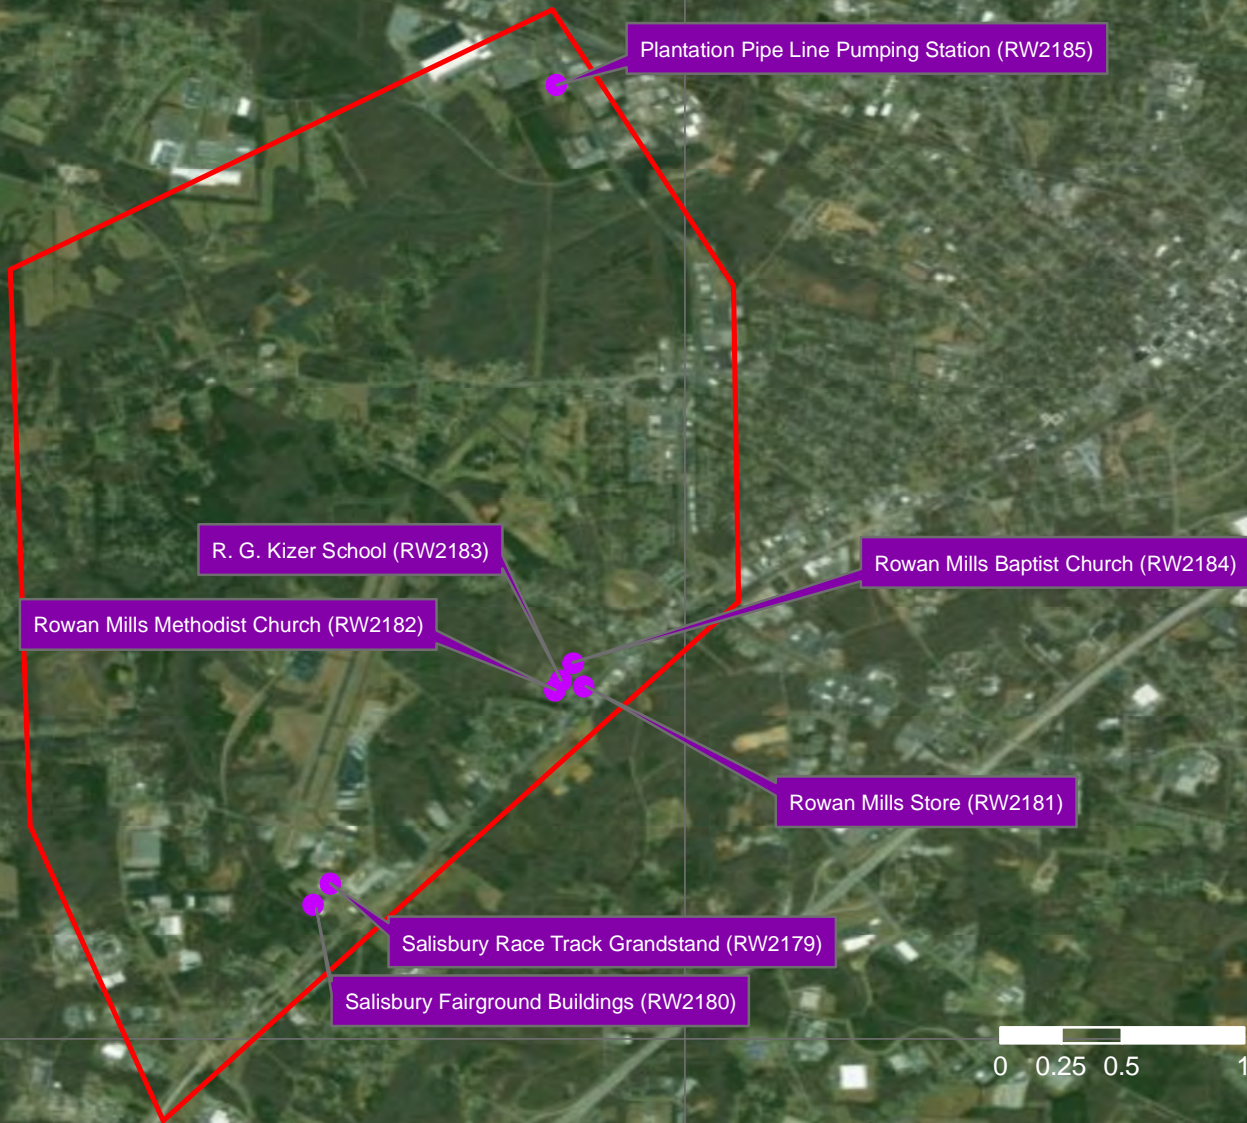 Plantation Pipe Line Pumping Station (RW2185)
R. G. Kizer School (RW2183)
Rowan Mills Baptist Church (RW2184)
Rowan Mills Methodist Church (RW2182)
Rowan Mills Store (RW2181)
Salisbury Race Track Grandstand (RW2179)
Salisbury Fairground Buildings (RW2180)
0 0.25 0.5 1